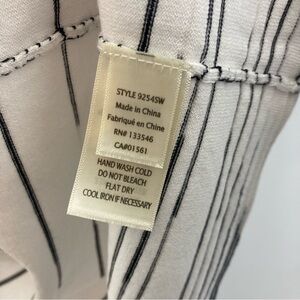 STYLE 9254SW
Made in China
Fabriqué en Chine
RN# 133546
CA#01561
HAND WASH COLD
DO NOT BLEACH
FLAT DRY
COOL IRON IF NECESSARY